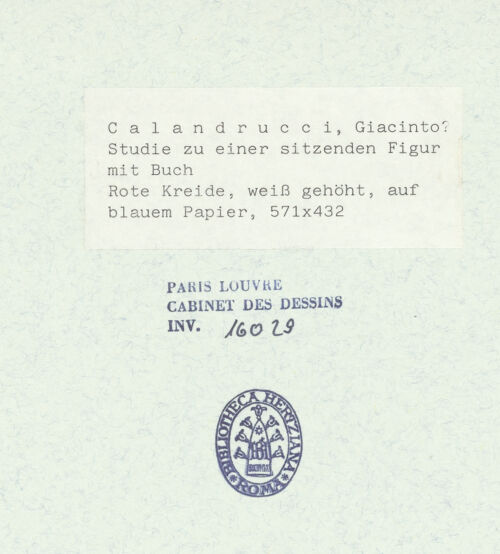 Calandrucci, Giacinto?
Studie zu einer sitzenden Figur
mit Buch
Rote Kreide, weiß gehöht, auf
blauem Papier, 571x432
PARIS LOUVRE
CABINET DES DESSINS
INV. 16029
BIBLIOTHECA HERTZIANA
ROMA